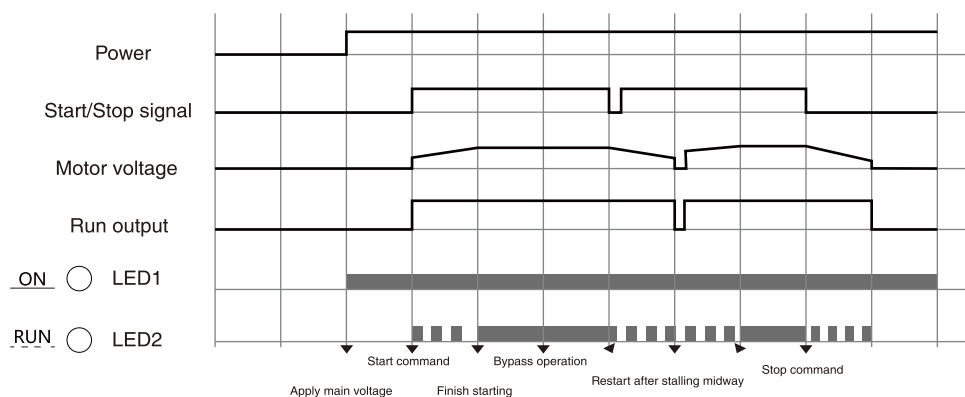 Power
Start/Stop signal
Motor voltage
Run output
ON LED1
RUN LED2
Start command Bypass operation
Apply main voltage Finish starting
Restart after stalling midway
Stop command